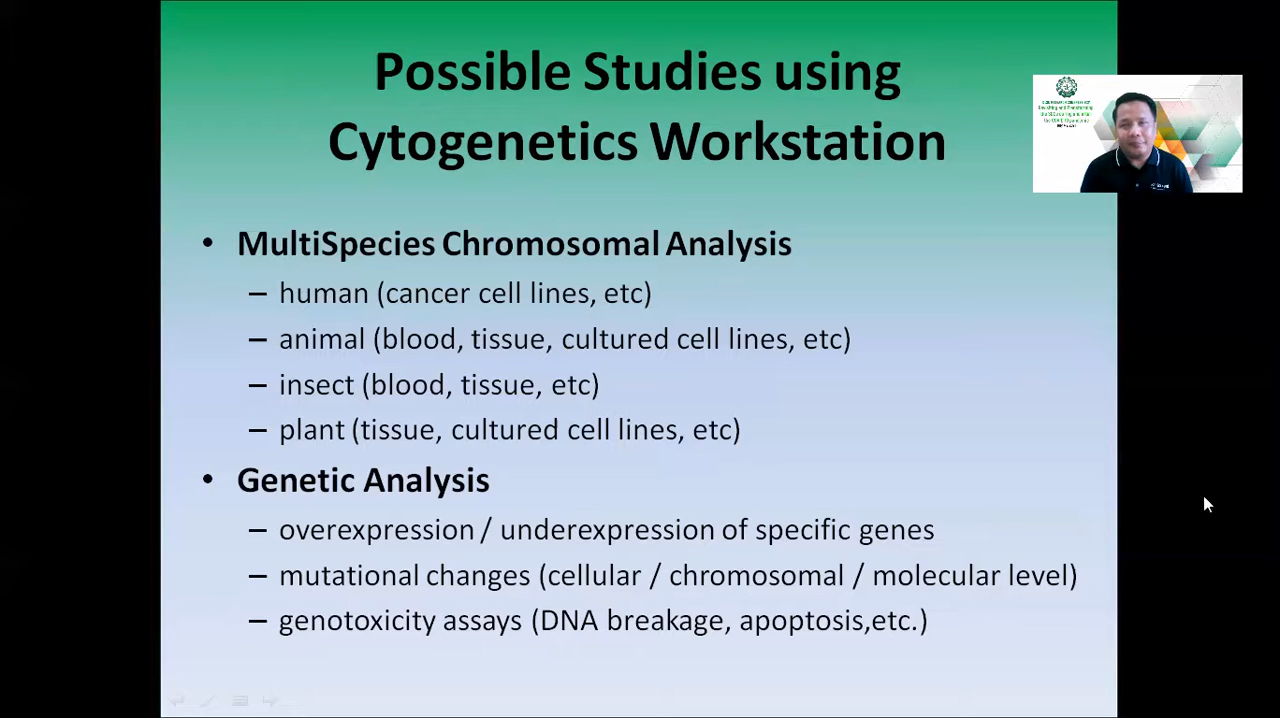 Possible Studies using
Cytogenetics Workstation
• MultiSpecies Chromosomal Analysis
– human (cancer cell lines, etc)
– animal (blood, tissue, cultured cell lines, etc)
– insect (blood, tissue, etc)
– plant (tissue, cultured cell lines, etc)
• Genetic Analysis
– overexpression / underexpression of specific genes
– mutational changes (cellular / chromosomal / molecular level)
– genotoxicity assays (DNA breakage, apoptosis,etc.)